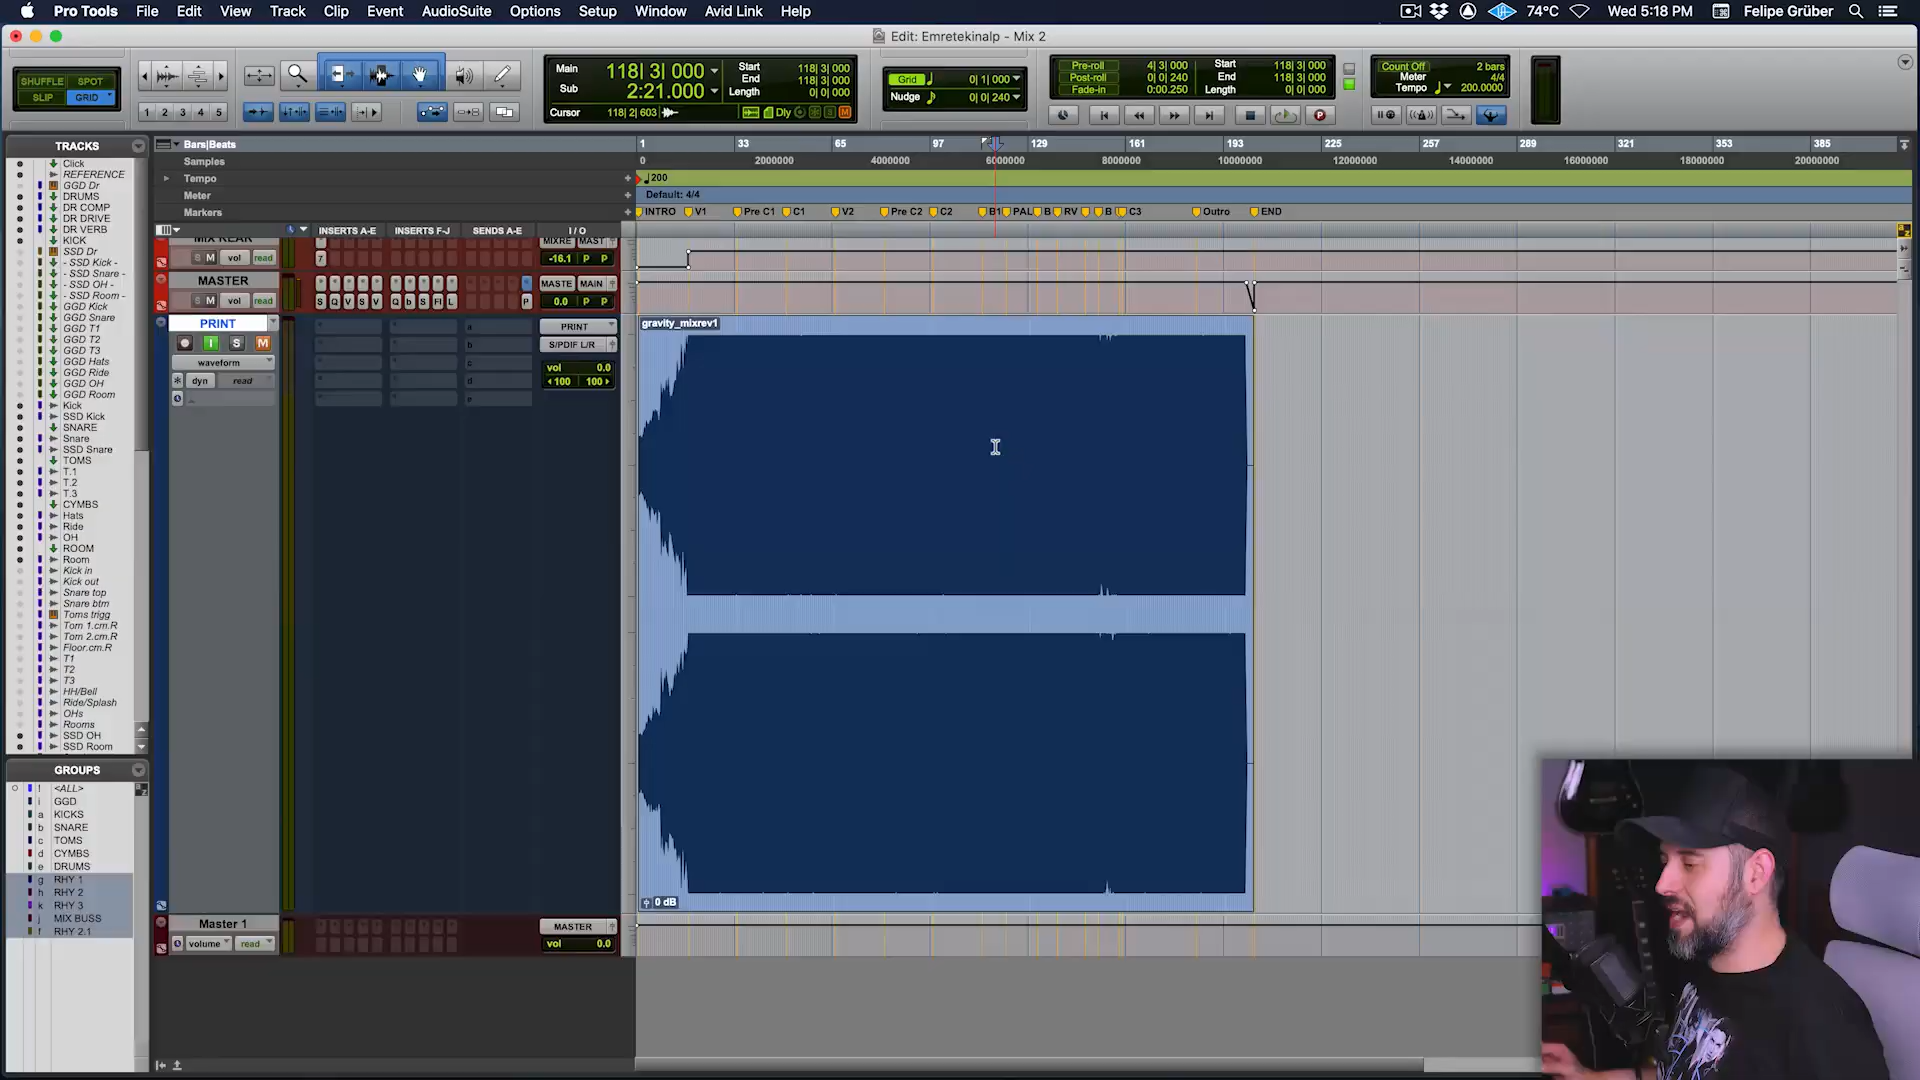 Pro Tools File Edit View Track Clip Event AudioSuite Options Setup Window Avid Link Help
74°C Wed 5:18 PM Felipe Grüber
Edit: Emretekinalp - Mix 2
SHUFFLE SPOT
SLIP GRID
1 2 3 4 5
Main 118| 3| 000
Sub 2:21.000
Start 118| 3| 000
End 118| 3| 000
Length 0| 0| 000
Cursor 118| 2| 603 Dly
Grid 0| 1| 000
Nudge 0| 0| 240
Pre-roll 4| 3| 000
Post-roll 0| 0| 240
Fade-in 0:00.250
Start 118| 3| 000
End 118| 3| 000
Length 0| 0| 000
Count Off 2 bars
Meter 4/4
Tempo 200.0000
TRACKS
Click
REFERENCE
GGD Dr
DRUMS
DR COMP
DR DRIVE
DR VERB
KICK
SSD Dr
- SSD Kick -
- SSD Snare -
- SSD OH -
- SSD Room -
GGD Kick
GGD Snare
GGD T1
GGD T2
GGD T3
GGD Hats
GGD Ride
GGD OH
GGD Room
Kick
SSD Kick
SNARE
Snare
SSD Snare
TOMS
T.1
T.2
T.3
CYMBS
Hats
Ride
OH
ROOM
Room
Kick in
Kick out
Snare top
Snare btm
Toms trigg
Tom 1.cm.R
Tom 2.cm.R
Floor.cm.R
T1
T2
T3
HH/Bell
Ride/Splash
OHs
Rooms
SSD OH
SSD Room
GROUPS
! <ALL>
i GGD
a KICKS
b SNARE
c TOMS
d CYMBS
e DRUMS
g RHY 1
h RHY 2
k RHY 3
j MIX BUSS
f RHY 2.1
Bars|Beats 1 33 65 97 129 161 193 225 257 289 321 353 385
Samples 0 2000000 4000000 6000000 8000000 10000000 12000000 14000000 16000000 18000000 20000000
Tempo 200
Meter Default: 4/4
Markers INTRO V1 Pre C1 C1 V2 Pre C2 C2 B1 PAL B RV B C3 Outro END
INSERTS A-E INSERTS F-J SENDS A-E I / O
MIX REAR MIXRE MAST
S M vol read 7 -16.1 P P
MASTER MASTE MAIN
S M vol read S Q V S V Q b S Fl L P 0.0 P P
PRINT a PRINT
I S M b S/PDIF L/R
waveform c vol 0.0
dyn read d 100 100
e
gravity_mixrev1
0 dB
Master 1 MASTER
volume read vol 0.0